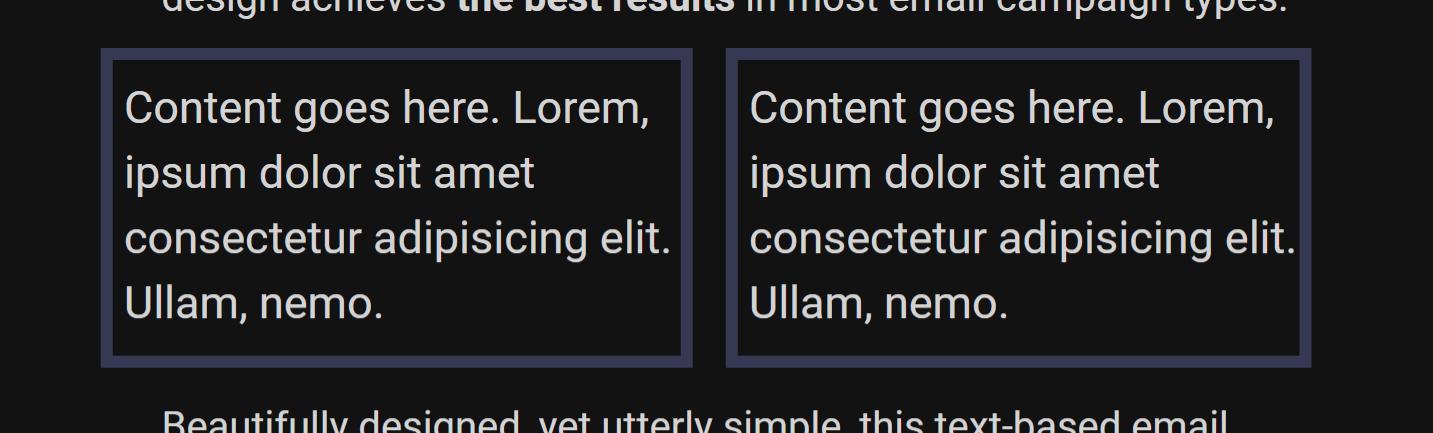 design achieves the best results in most email campaign types.
Content goes here. Lorem,
ipsum dolor sit amet
consectetur adipisicing elit.
Ullam, nemo.
Content goes here. Lorem,
ipsum dolor sit amet
consectetur adipisicing elit.
Ullam, nemo.
Beautifully designed, yet utterly simple, this text-based email